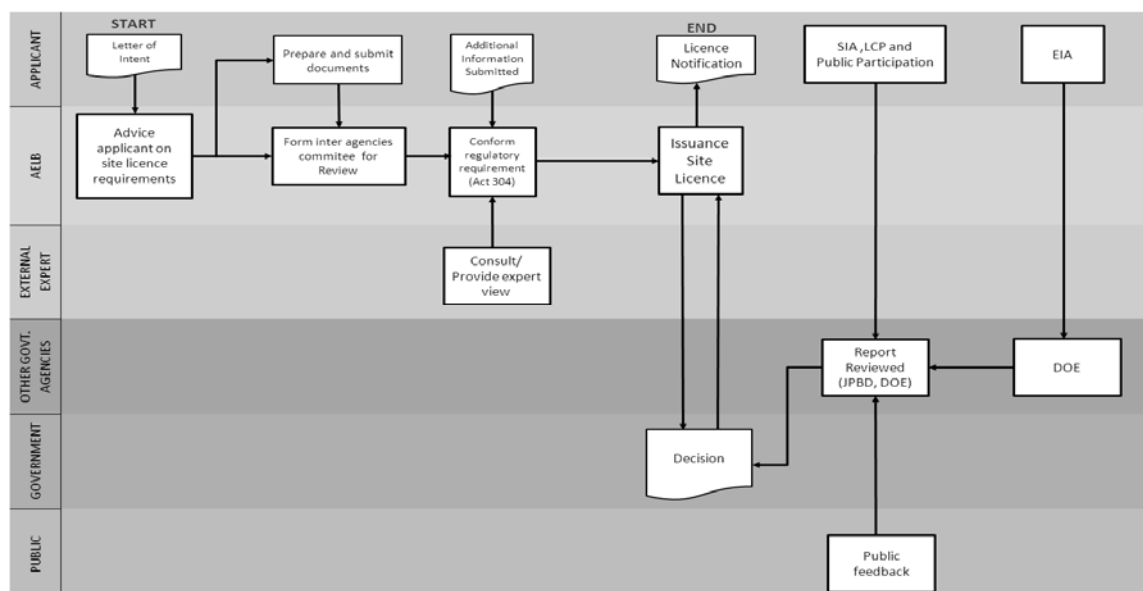 START
END
APPLICANT
Letter of
Intent
Prepare and submit
documents
Additional
Information
Submitted
Licence
Notification
SIA ,LCP and
Public Participation
EIA
AELB
Advice
applicant on
site licence
requirements
Form inter agencies
commitee for
Review
Conform
regulatory
requirement
(Act 304)
Issuance
Site
Licence
EXTERNAL
EXPERT
Consult/
Provide expert
view
OTHER GOVT.
AGENCIES
Report
Reviewed
(JPBD, DOE)
DOE
GOVERNMENT
Decision
PUBLIC
Public
feedback